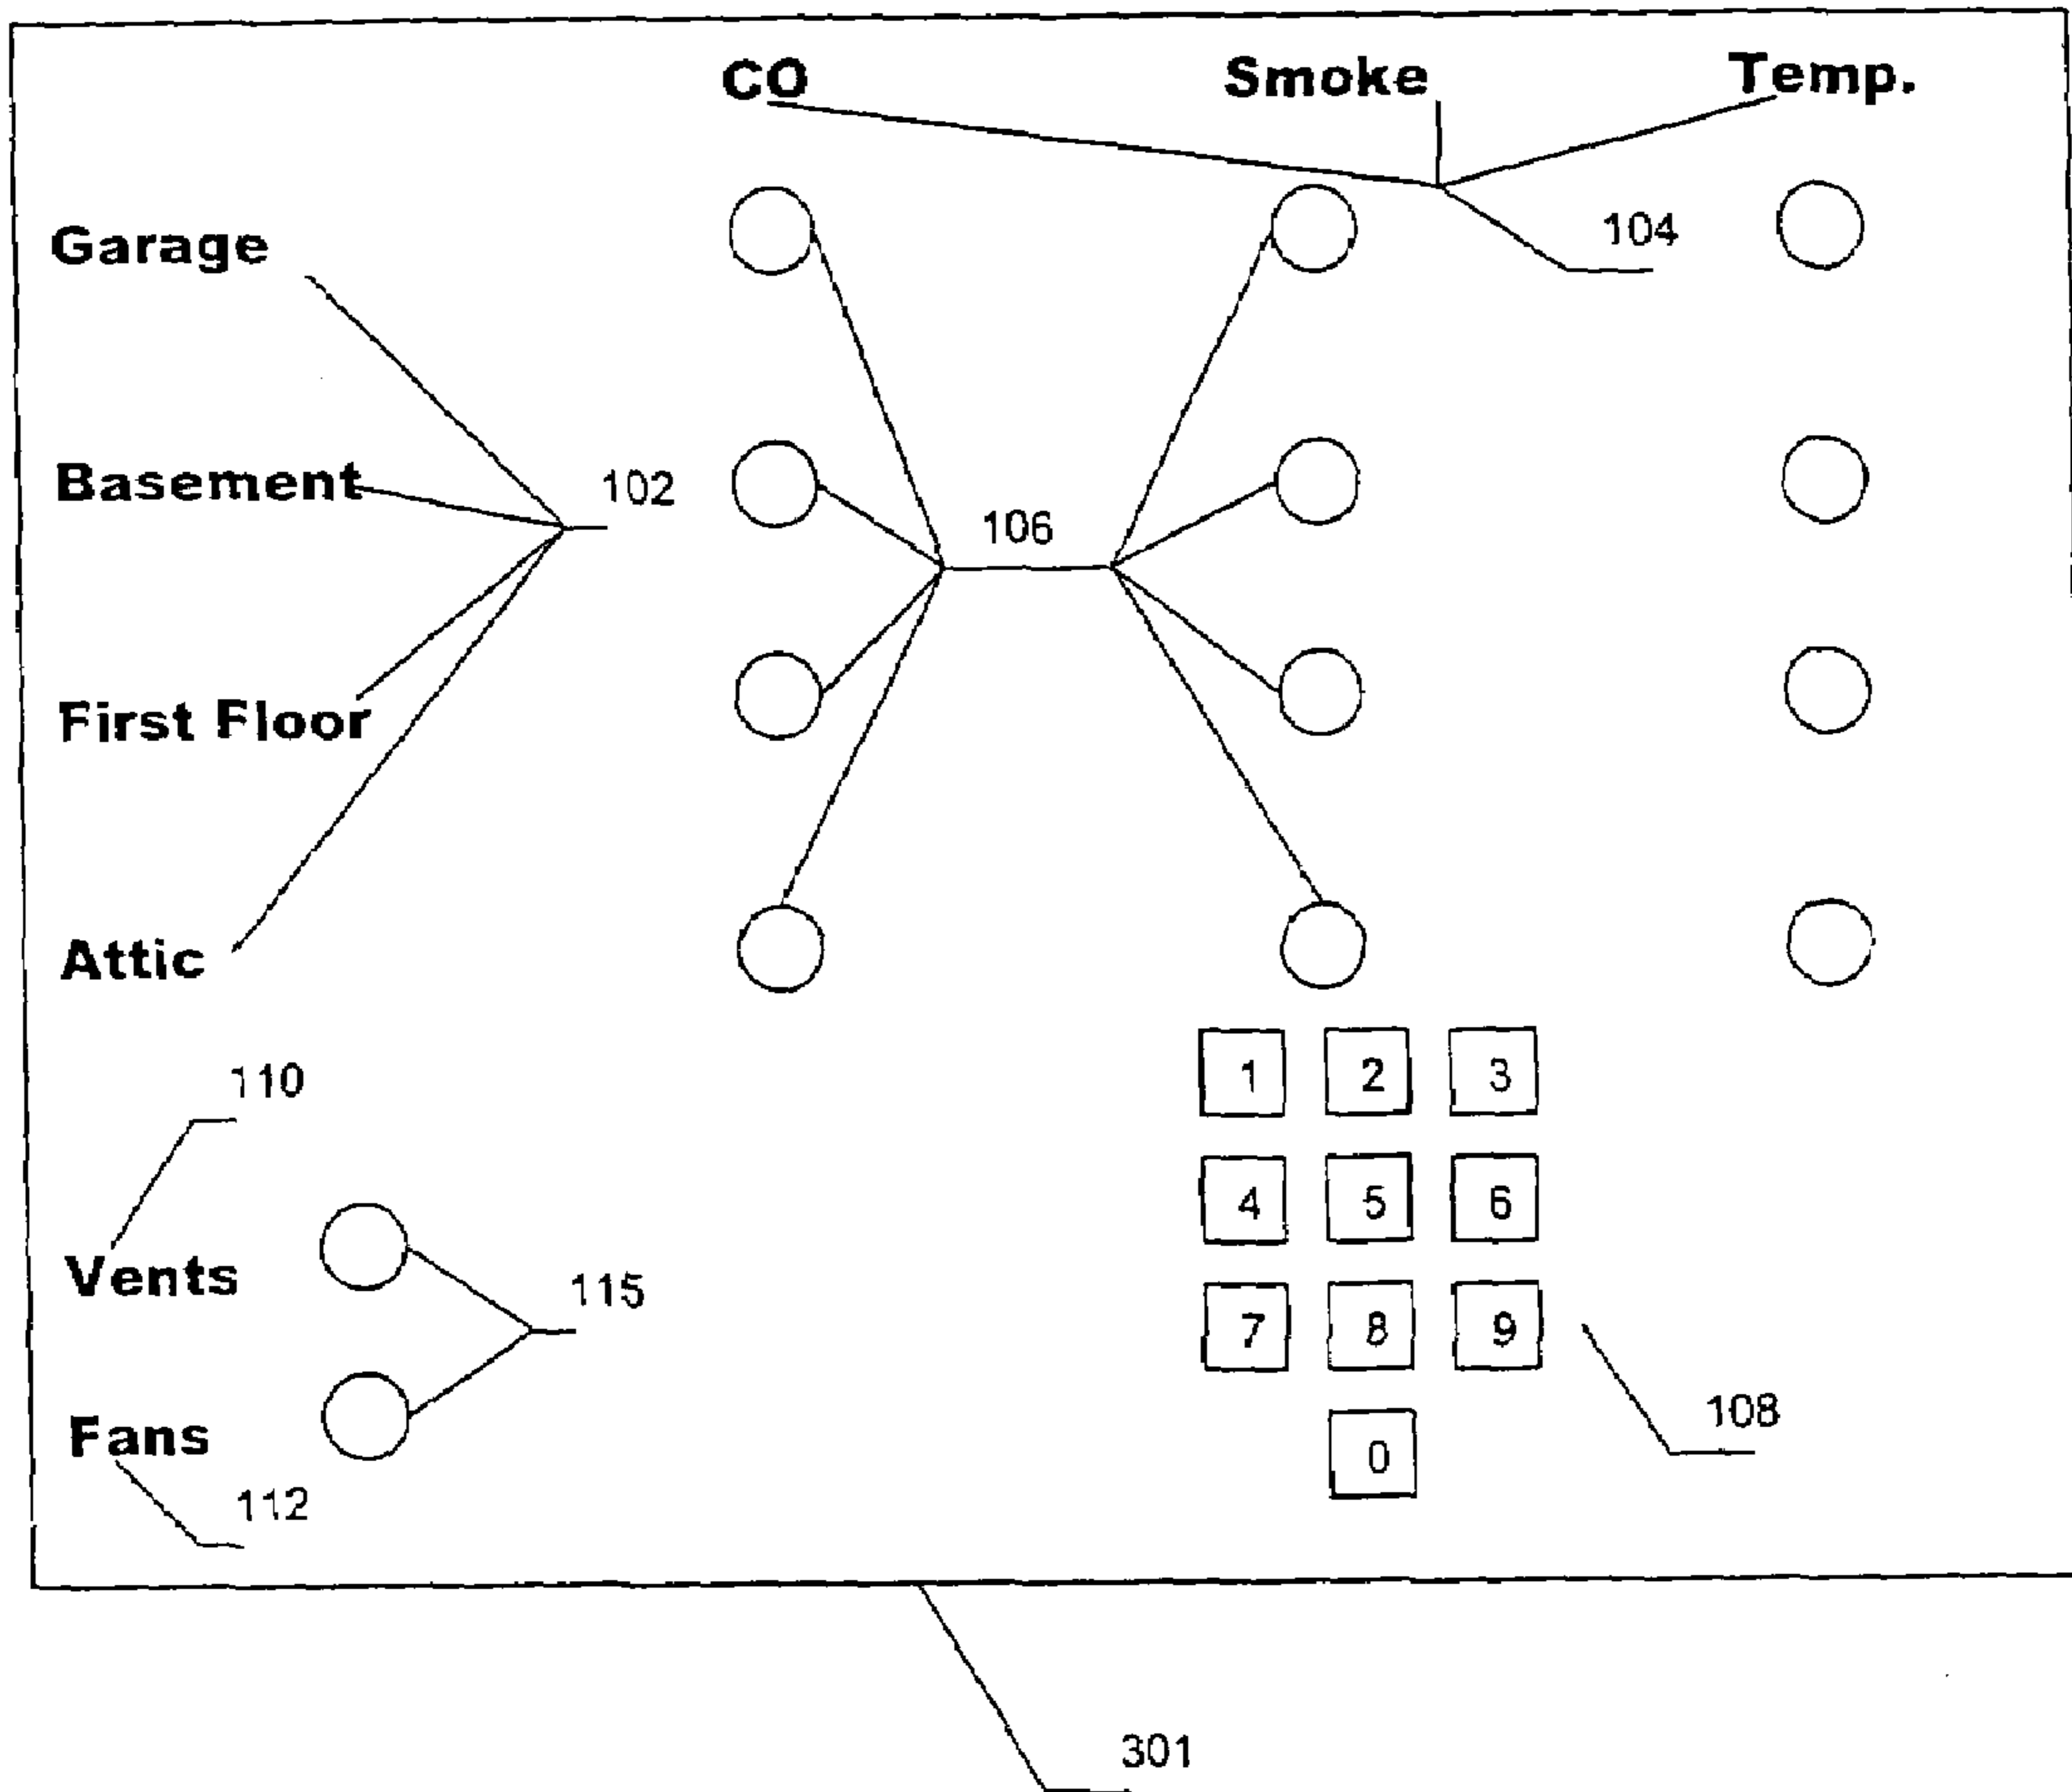 CO Smoke Temp.
Garage 104
Basement 102
106
First Floor
Attic
1 2 3
110
4 5 6
Vents
115
7 8 9
108
Fans
0
112
301